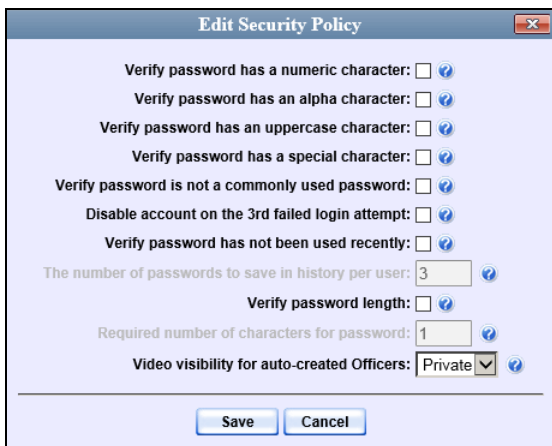 Edit Security Policy
Verify password has a numeric character:
Verify password has an alpha character:
Verify password has an uppercase character:
Verify password has a special character:
Verify password is not a commonly used password:
Disable account on the 3rd failed login attempt:
Verify password has not been used recently:
The number of passwords to save in history per user: 3
Verify password length:
Required number of characters for password: 1
Video visibility for auto-created Officers: Private
Save Cancel